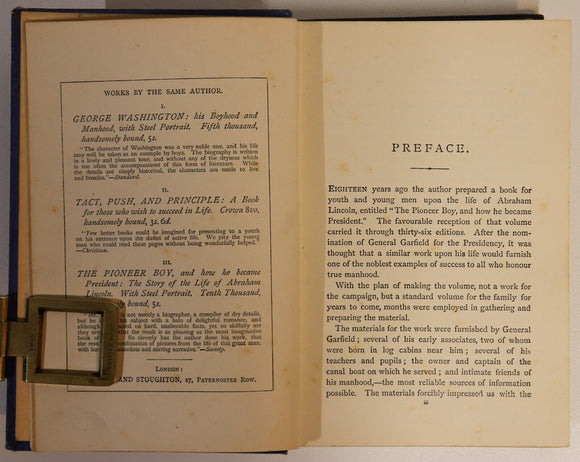 WORKS BY THE SAME AUTHOR.
I.
GEORGE WASHINGTON: his Boyhood and
Manhood, with Steel Portrait. Fifth thousand,
handsomely bound, 5s.
"The character of Washington was a very noble one, and his life
may well be taken as an example by boys. The biography is written
in a lively and pleasant tone, and without any of the dryness which
is too often the accompaniment of this form of literature. While
the details are simply historical, the characters are made to live
and breathe."—Standard.
II.
TACT, PUSH, AND PRINCIPLE: A Book
for those who wish to succeed in Life. Crown 8vo,
handsomely bound, 3s. 6d.
"Few better books could be imagined for presenting to a youth
on his entrance upon the duties of active life. We pity the young
man who could read these pages without being wonderfully helped."
—Christian.
III.
THE PIONEER BOY, and how he became
President: The Story of the Life of Abraham
Lincoln. With Steel Portrait. Tenth Thousand,
bound, 5s.
is not merely a biographer, a compiler of dry details,
but he a subject with a halo of delightful romance, and
although on hard, unalterable facts, yet so skilfully are
they that the result is as pleasing as the most imaginative
book of So cleverly has the author done his work, that
the result combination of pictures from the life of this great man,
with anecdote and stirring narrative."—Society.
LONDON:
AND STOUGHTON, 27, PATERNOSTER ROW.
PREFACE.
EIGHTEEN years ago the author prepared a book for
youth and young men upon the life of Abraham
Lincoln, entitled "The Pioneer Boy, and how he became
President." The favourable reception of that volume
carried it through thirty-six editions. After the nom-
ination of General Garfield for the Presidency, it was
thought that a similar work upon his life would furnish
one of the noblest examples of success to all who honour
true manhood.
With the plan of making the volume, not a work for
the campaign, but a standard volume for the family for
years to come, months were employed in gathering and
preparing the material.
The materials for the work were furnished by General
Garfield; several of his early associates, two of whom
were born in log cabins near him; several of his
teachers and pupils; the owner and captain of the
canal boat on which he served; and intimate friends of
his manhood,—the most reliable sources of information
possible. The materials forcibly impressed us with the